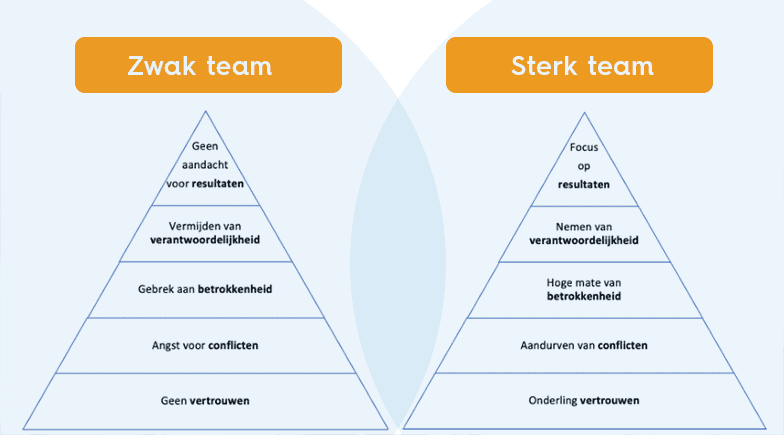 Zwak team
Geen
aandacht
voor resultaten
Vermijden van
verantwoordelijkheid
Gebrek aan betrokkenheid
Angst voor conflicten
Geen vertrouwen
Sterk team
Focus
op
resultaten
Nemen van
verantwoordelijkheid
Hoge mate van
betrokkenheid
Aandurven van conflicten
Onderling vertrouwen